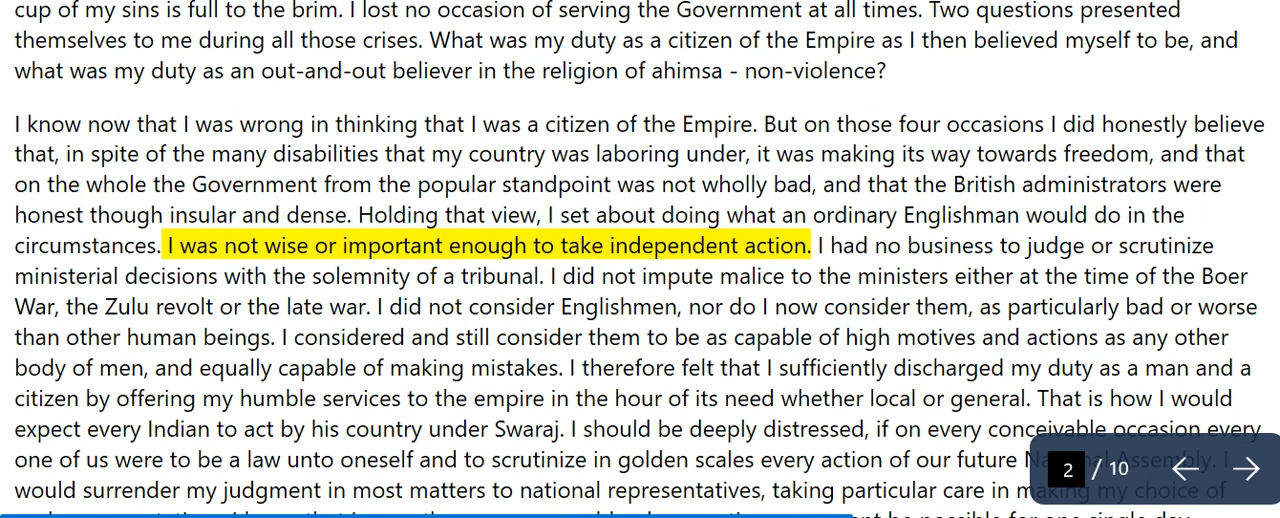 cup of my sins is full to the brim. I lost no occasion of serving the Government at all times. Two questions presented
themselves to me during all those crises. What was my duty as a citizen of the Empire as I then believed myself to be, and
what was my duty as an out-and-out believer in the religion of ahimsa - non-violence?
I know now that I was wrong in thinking that I was a citizen of the Empire. But on those four occasions I did honestly believe
that, in spite of the many disabilities that my country was laboring under, it was making its way towards freedom, and that
on the whole the Government from the popular standpoint was not wholly bad, and that the British administrators were
honest though insular and dense. Holding that view, I set about doing what an ordinary Englishman would do in the
circumstances. I was not wise or important enough to take independent action. I had no business to judge or scrutinize
ministerial decisions with the solemnity of a tribunal. I did not impute malice to the ministers either at the time of the Boer
War, the Zulu revolt or the late war. I did not consider Englishmen, nor do I now consider them, as particularly bad or worse
than other human beings. I considered and still consider them to be as capable of high motives and actions as any other
body of men, and equally capable of making mistakes. I therefore felt that I sufficiently discharged my duty as a man and a
citizen by offering my humble services to the empire in the hour of its need whether local or general. That is how I would
expect every Indian to act by his country under Swaraj. I should be deeply distressed, if on every conceivable occasion every
one of us were to be a law unto oneself and to scrutinize in golden scales every action of our future National Assembly. I
would surrender my judgment in most matters to national representatives, taking particular care in making my choice of
2 / 10